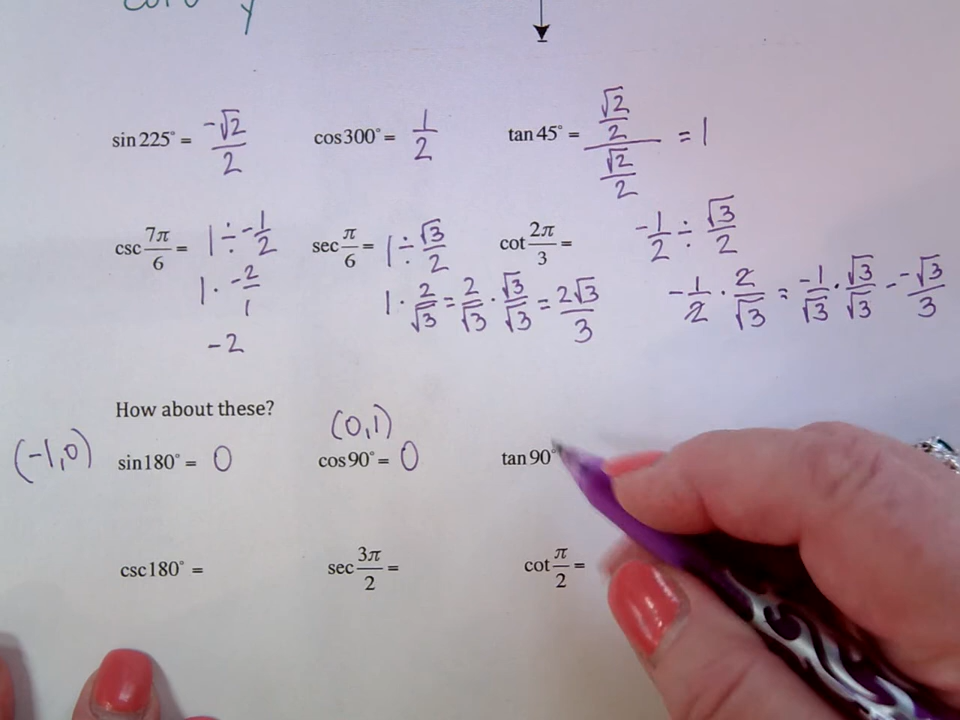 sin 225° = -√2/2
cos 300° = 1/2
tan 45° = (√2/2)/(√2/2) = 1
csc 7π/6 = 1 ÷ -1/2
1 · -2/1
-2
sec π/6 = 1 ÷ √3/2
1 · 2/√3 = 2/√3 · √3/√3 = 2√3/3
cot 2π/3 = -1/2 ÷ √3/2
-1/2 · 2/√3 = -1/√3 · √3/√3 - -√3/3
How about these?
(-1,0) sin 180° = 0
(0,1)
cos 90° = 0
tan 90°
csc 180° =
sec 3π/2 =
cot π/2 =